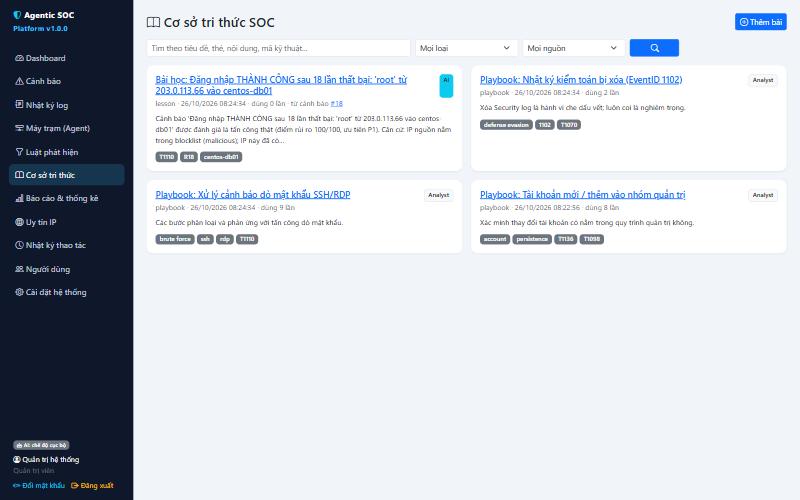 Agentic SOC
Platform v1.0.0
Dashboard
Cảnh báo
Nhật ký log
Máy trạm (Agent)
Luật phát hiện
Cơ sở tri thức
Báo cáo & thống kê
Uy tín IP
Nhật ký thao tác
Người dùng
Cài đặt hệ thống
AI: chế độ cục bộ
Quản trị hệ thống
Quản trị viên
Đổi mật khẩu Đăng xuất
Cơ sở tri thức SOC
Thêm bài
Tìm theo tiêu đề, thẻ, nội dung, mã kỹ thuật...
Mọi loại
Mọi nguồn
Bài học: Đăng nhập THÀNH CÔNG sau 18 lần thất bại: 'root' từ
203.0.113.66 vào centos-db01
AI
lesson · 26/10/2026 08:24:34 · dùng 0 lần · từ cảnh báo #18
Cảnh báo 'Đăng nhập THÀNH CÔNG sau 18 lần thất bại: 'root' từ 203.0.113.66 vào centos-
db01' được đánh giá là tấn công thật (điểm rủi ro 100/100, ưu tiên P1). Căn cứ: IP nguồn nằm
trong blocklist (malicious); IP này đã có...
T1110 R18 centos-db01
Playbook: Nhật ký kiểm toán bị xóa (EventID 1102)
Analyst
playbook · 26/10/2026 08:24:34 · dùng 2 lần
Xóa Security log là hành vi che dấu vết; luôn coi là nghiêm trọng.
defense evasion 1102 T1070
Playbook: Xử lý cảnh báo dò mật khẩu SSH/RDP
Analyst
playbook · 26/10/2026 08:24:34 · dùng 9 lần
Các bước phân loại và phản ứng với tấn công dò mật khẩu.
brute force ssh rdp T1110
Playbook: Tài khoản mới / thêm vào nhóm quản trị
Analyst
playbook · 26/10/2026 08:22:56 · dùng 8 lần
Xác minh thay đổi tài khoản có nằm trong quy trình quản trị không.
account persistence T1136 T1098